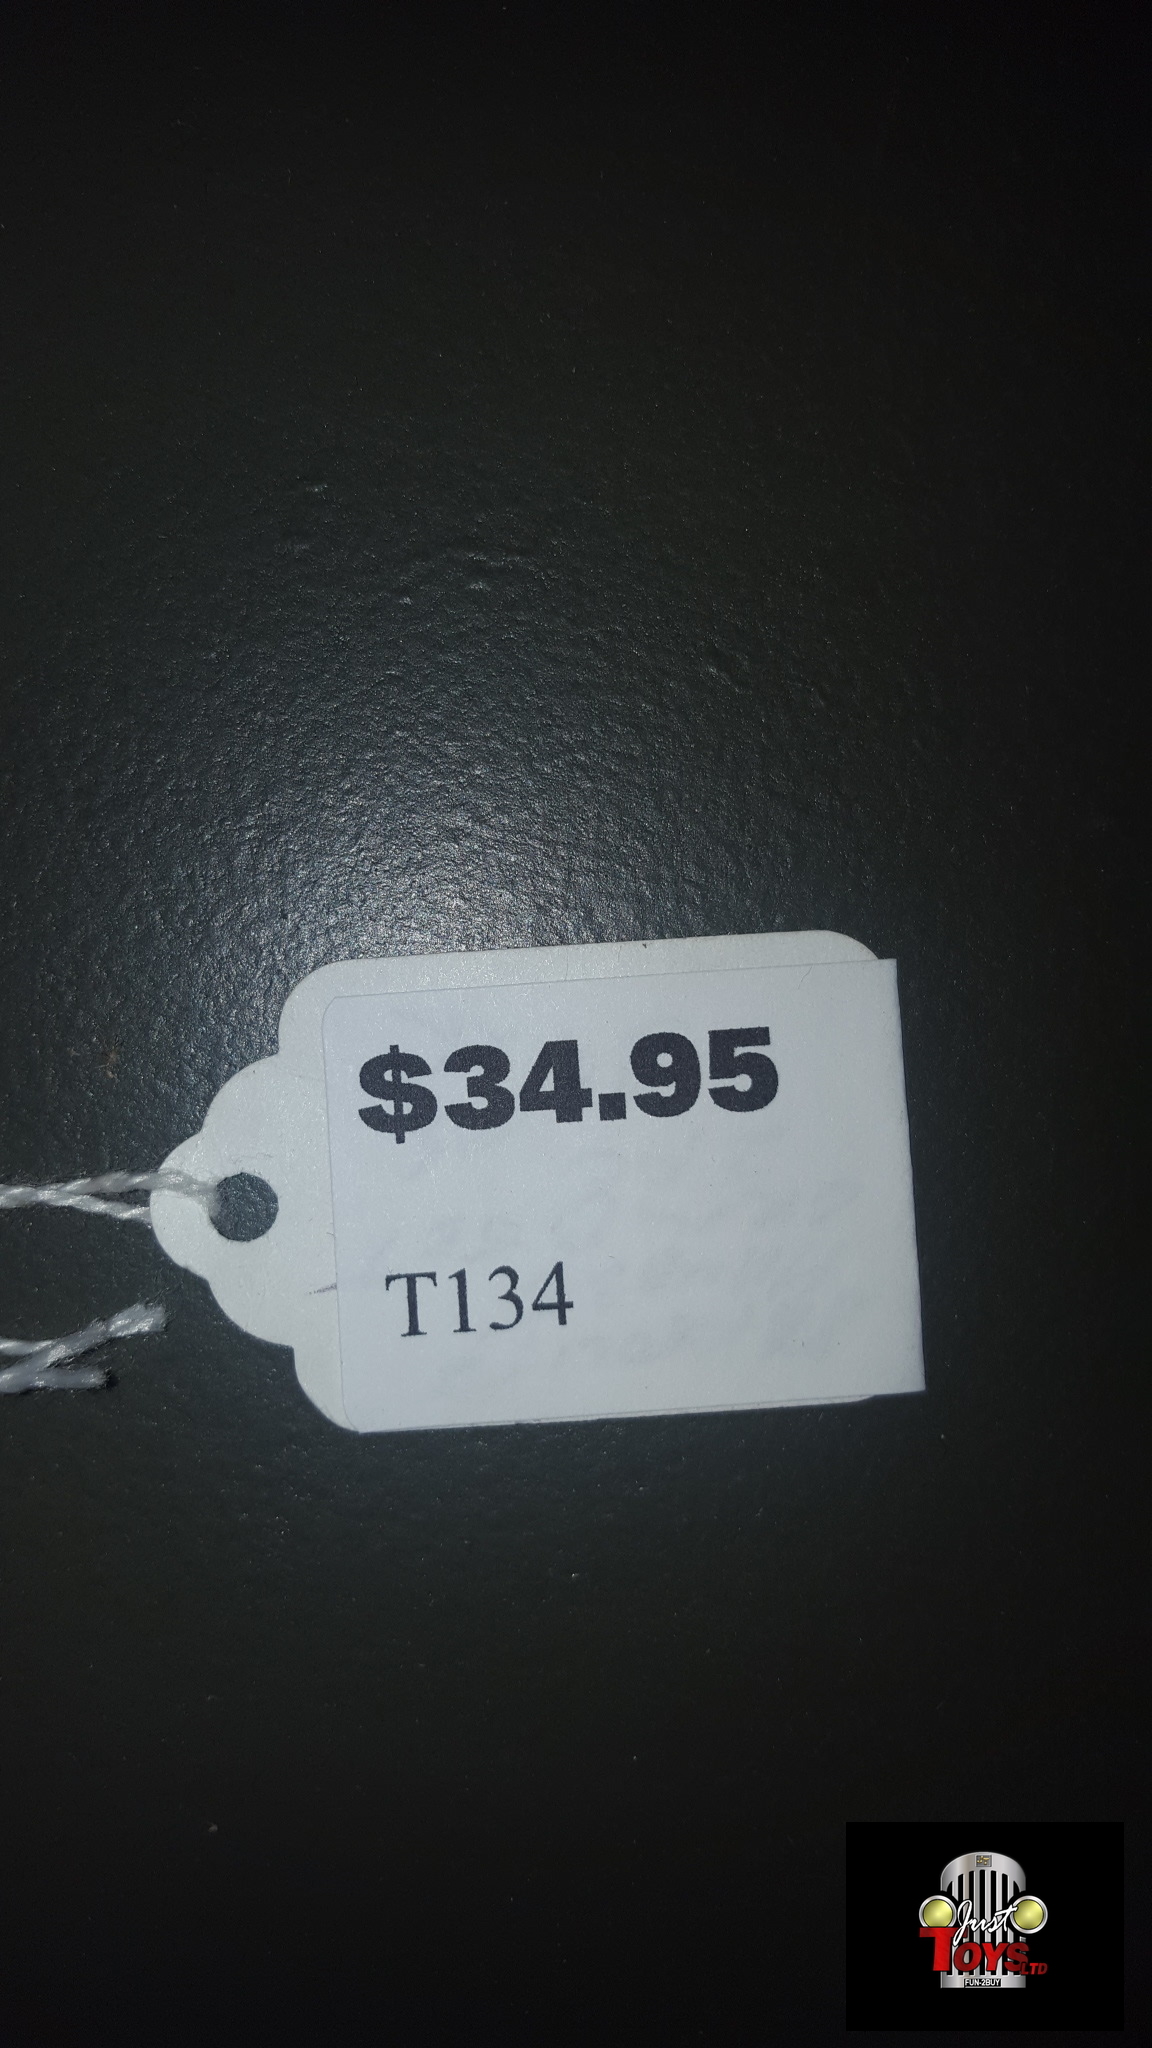 $34.95
T134
Just
TOYS LTD
FUN-2BUY